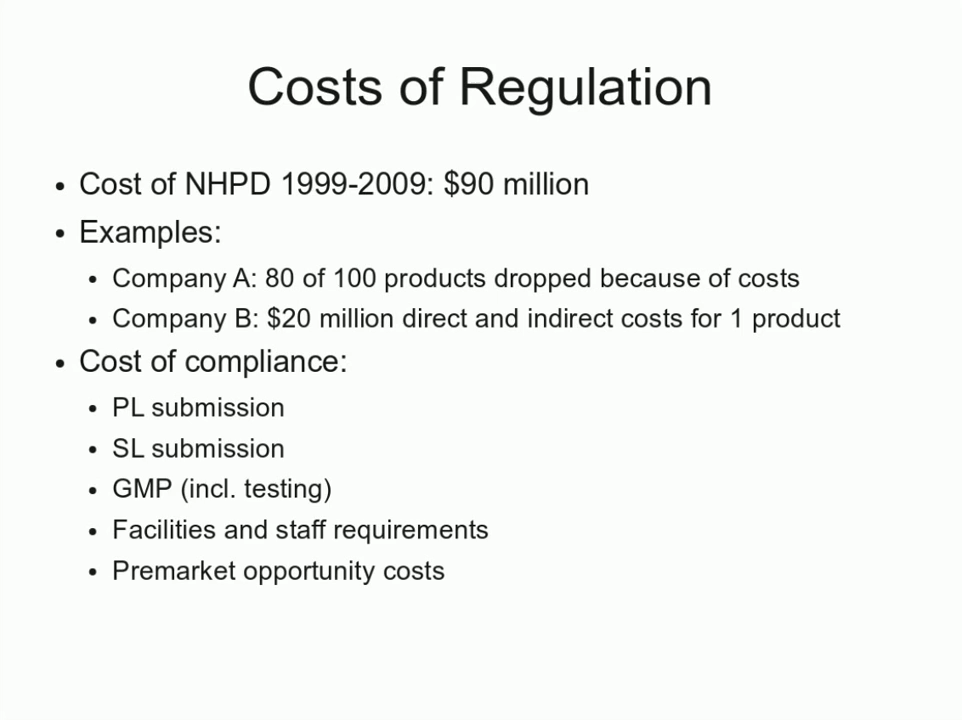 Costs of Regulation
• Cost of NHPD 1999-2009: $90 million
• Examples:
• Company A: 80 of 100 products dropped because of costs
• Company B: $20 million direct and indirect costs for 1 product
• Cost of compliance:
• PL submission
• SL submission
• GMP (incl. testing)
• Facilities and staff requirements
• Premarket opportunity costs